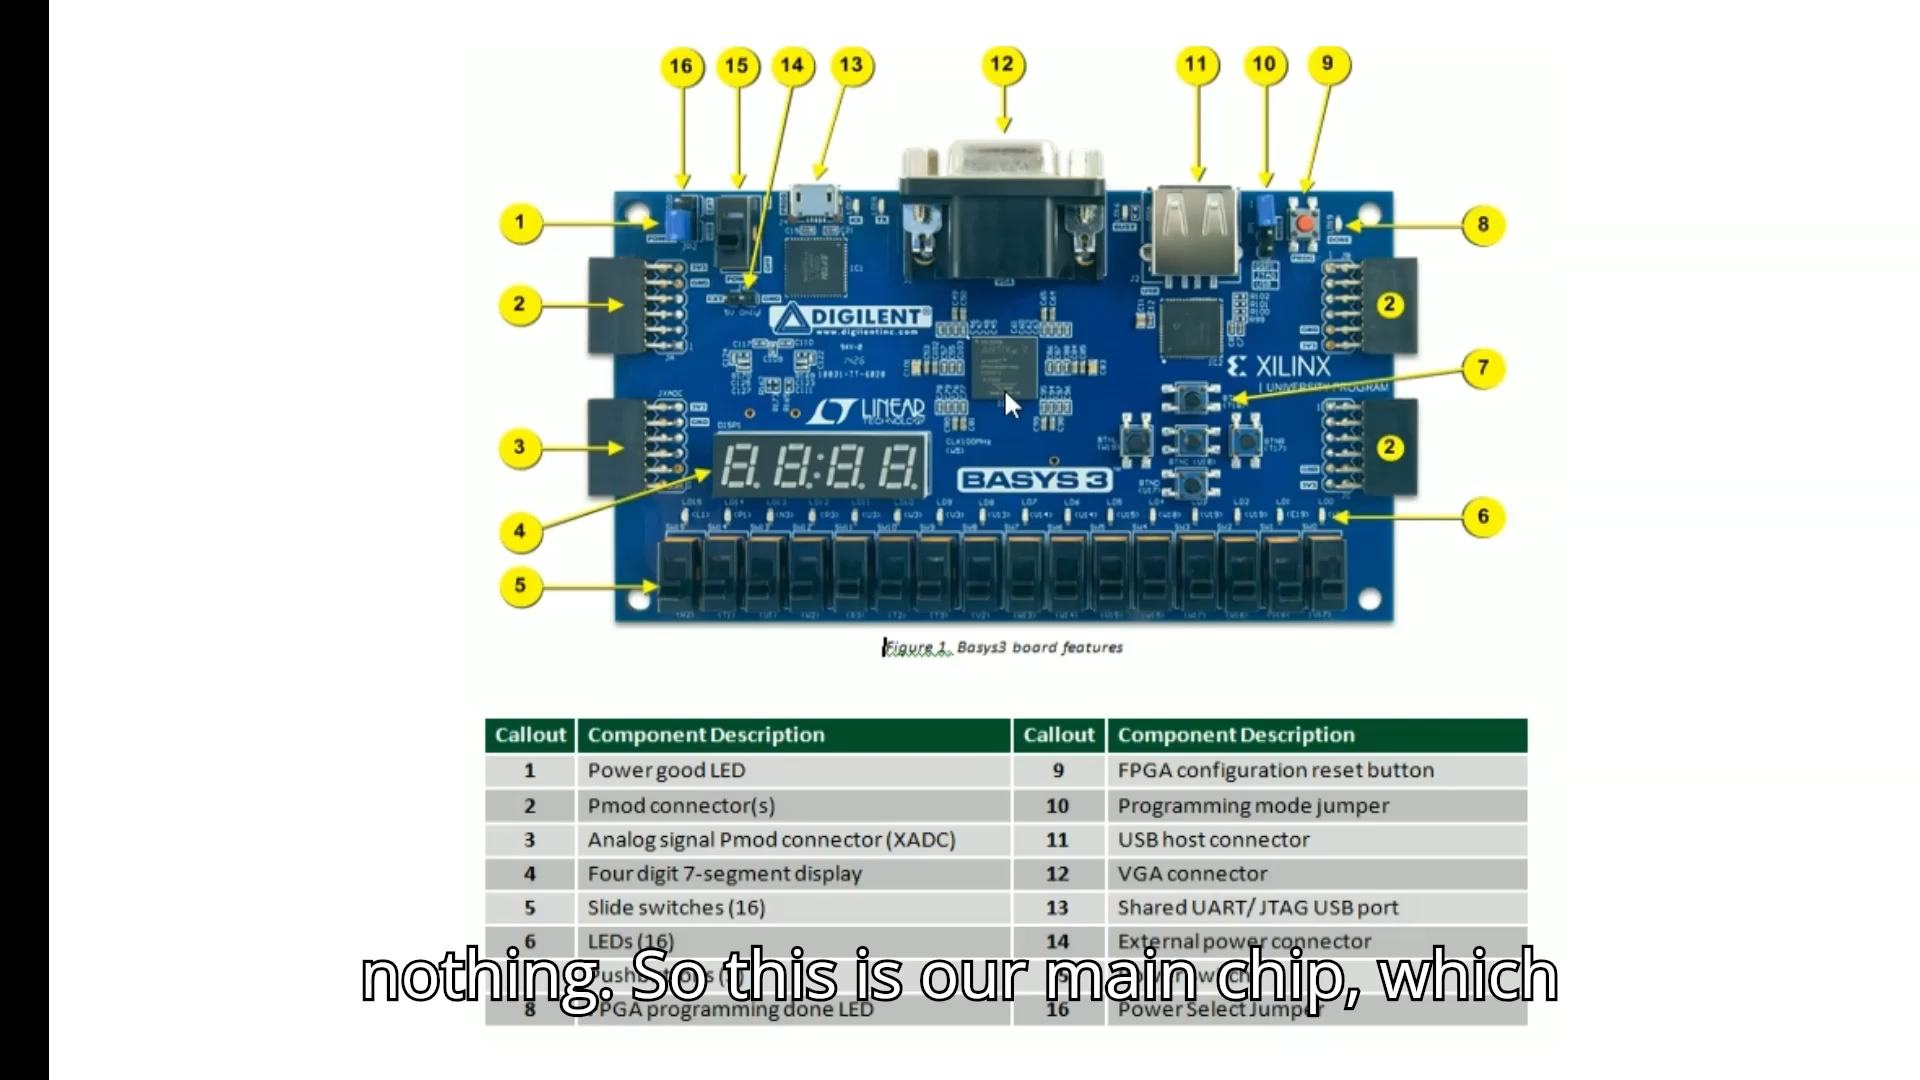 16 15 14 13 12 11 10 9
1
8
2
2
7
3
2
4
6
5
DIGILENT
www.digilentinc.com
XILINX
UNIVERSITY PROGRAM
LINEAR
TECHNOLOGY
BASYS 3
Figure 1. Basys3 board features
Callout Component Description Callout Component Description
1 Power good LED 9 FPGA configuration reset button
2 Pmod connector(s) 10 Programming mode jumper
3 Analog signal Pmod connector (XADC) 11 USB host connector
4 Four digit 7-segment display 12 VGA connector
5 Slide switches (16) 13 Shared UART/ JTAG USB port
6 LEDs (16) 14 External power connector
nothing. So this is our main chip, which
8 FPGA programming done LED 16 Power Select Jumper